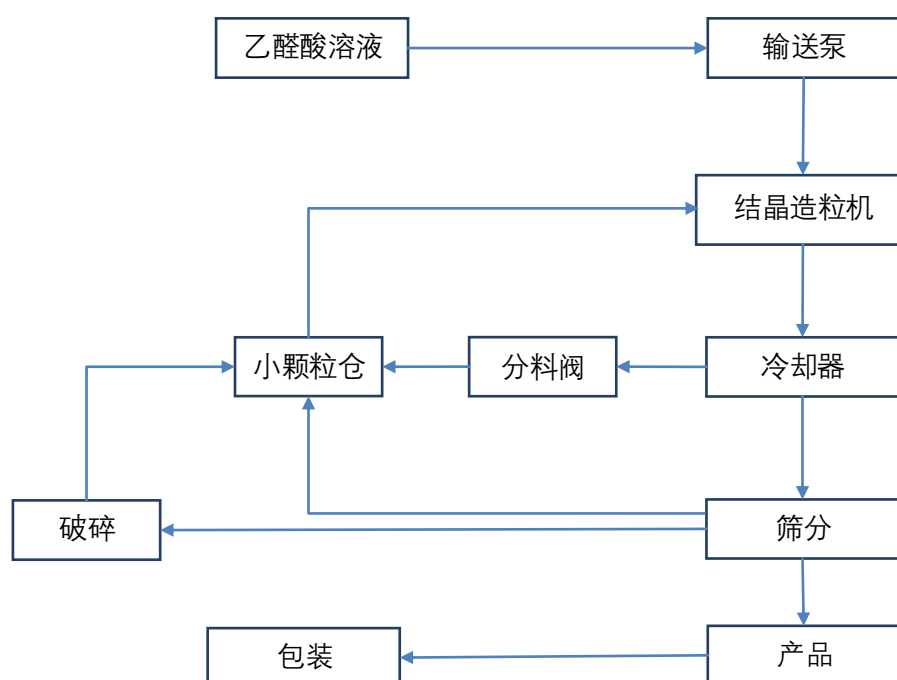 乙醛酸溶液
输送泵
结晶造粒机
小颗粒仓
分料阀
冷却器
破碎
筛分
包装
产品